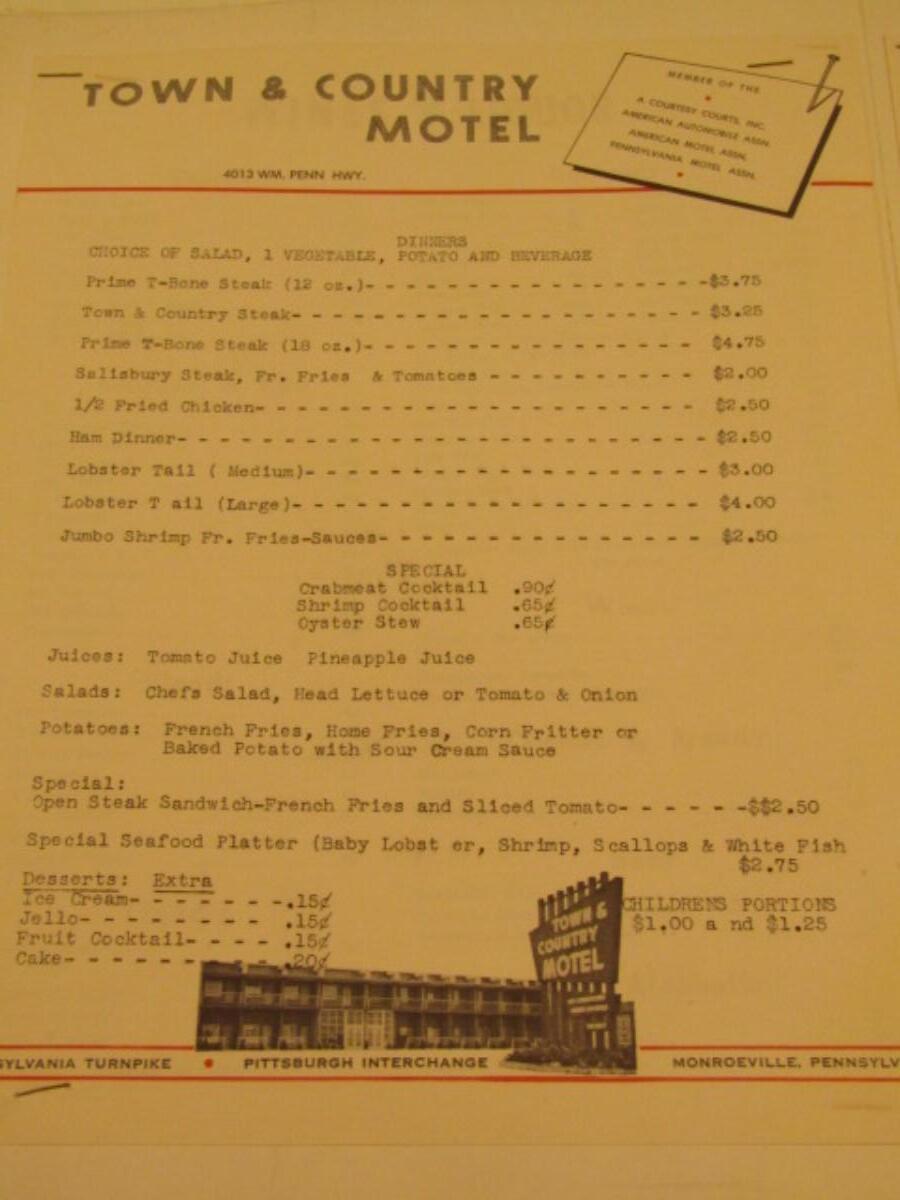 TOWN & COUNTRY
MOTEL
4013 WM. PENN HWY.
MEMBER OF THE
A COURTESY COURTS, INC.
AMERICAN AUTOMOBILE ASSN.
AMERICAN MOTEL ASSN.
PENNSYLVANIA MOTEL ASSN.
DINNERS
CHOICE OF SALAD, 1 VEGETABLE, POTATO AND BEVERAGE
Prime T-Bone Steak (12 oz.)- - - - - - - - - - - - - - - - -$3.75
Town & Country Steak- - - - - - - - - - - - - - - - - - - - $3.25
Prime T-Bone Steak (18 oz.)- - - - - - - - - - - - - - - - $4.75
Salisbury Steak, Fr. Fries & Tomatoes - - - - - - - - - - $2.00
1/2 Fried Chicken- - - - - - - - - - - - - - - - - - - - - $2.50
Ham Dinner- - - - - - - - - - - - - - - - - - - - - - - - - $2.50
Lobster Tail ( Medium)- - - - - - - - - - - - - - - - - - - $3.00
Lobster T ail (Large)- - - - - - - - - - - - - - - - - - - $4.00
Jumbo Shrimp Fr. Fries-Sauces- - - - - - - - - - - - - - - $2.50
SPECIAL
Crabmeat Cocktail .90¢
Shrimp Cocktail .65¢
Oyster Stew .65¢
Juices: Tomato Juice Pineapple Juice
Salads: Chefs Salad, Head Lettuce or Tomato & Onion
Potatoes: French Fries, Home Fries, Corn Fritter or
Baked Potato with Sour Cream Sauce
Special:
Open Steak Sandwich-French Fries and Sliced Tomato- - - - - -$$2.50
Special Seafood Platter (Baby Lobst er, Shrimp, Scallops & White Fish
$2.75
Desserts: Extra
Ice Cream- - - - - - -.15¢
Jello- - - - - - - - .15¢
Fruit Cocktail- - - - .15¢
Cake- - - - - - - - - .20¢
CHILDRENS PORTIONS
$1.00 a nd $1.25
TOWN &
COUNTRY
MOTEL
SYLVANIA TURNPIKE • PITTSBURGH INTERCHANGE MONROEVILLE, PENNSYLV